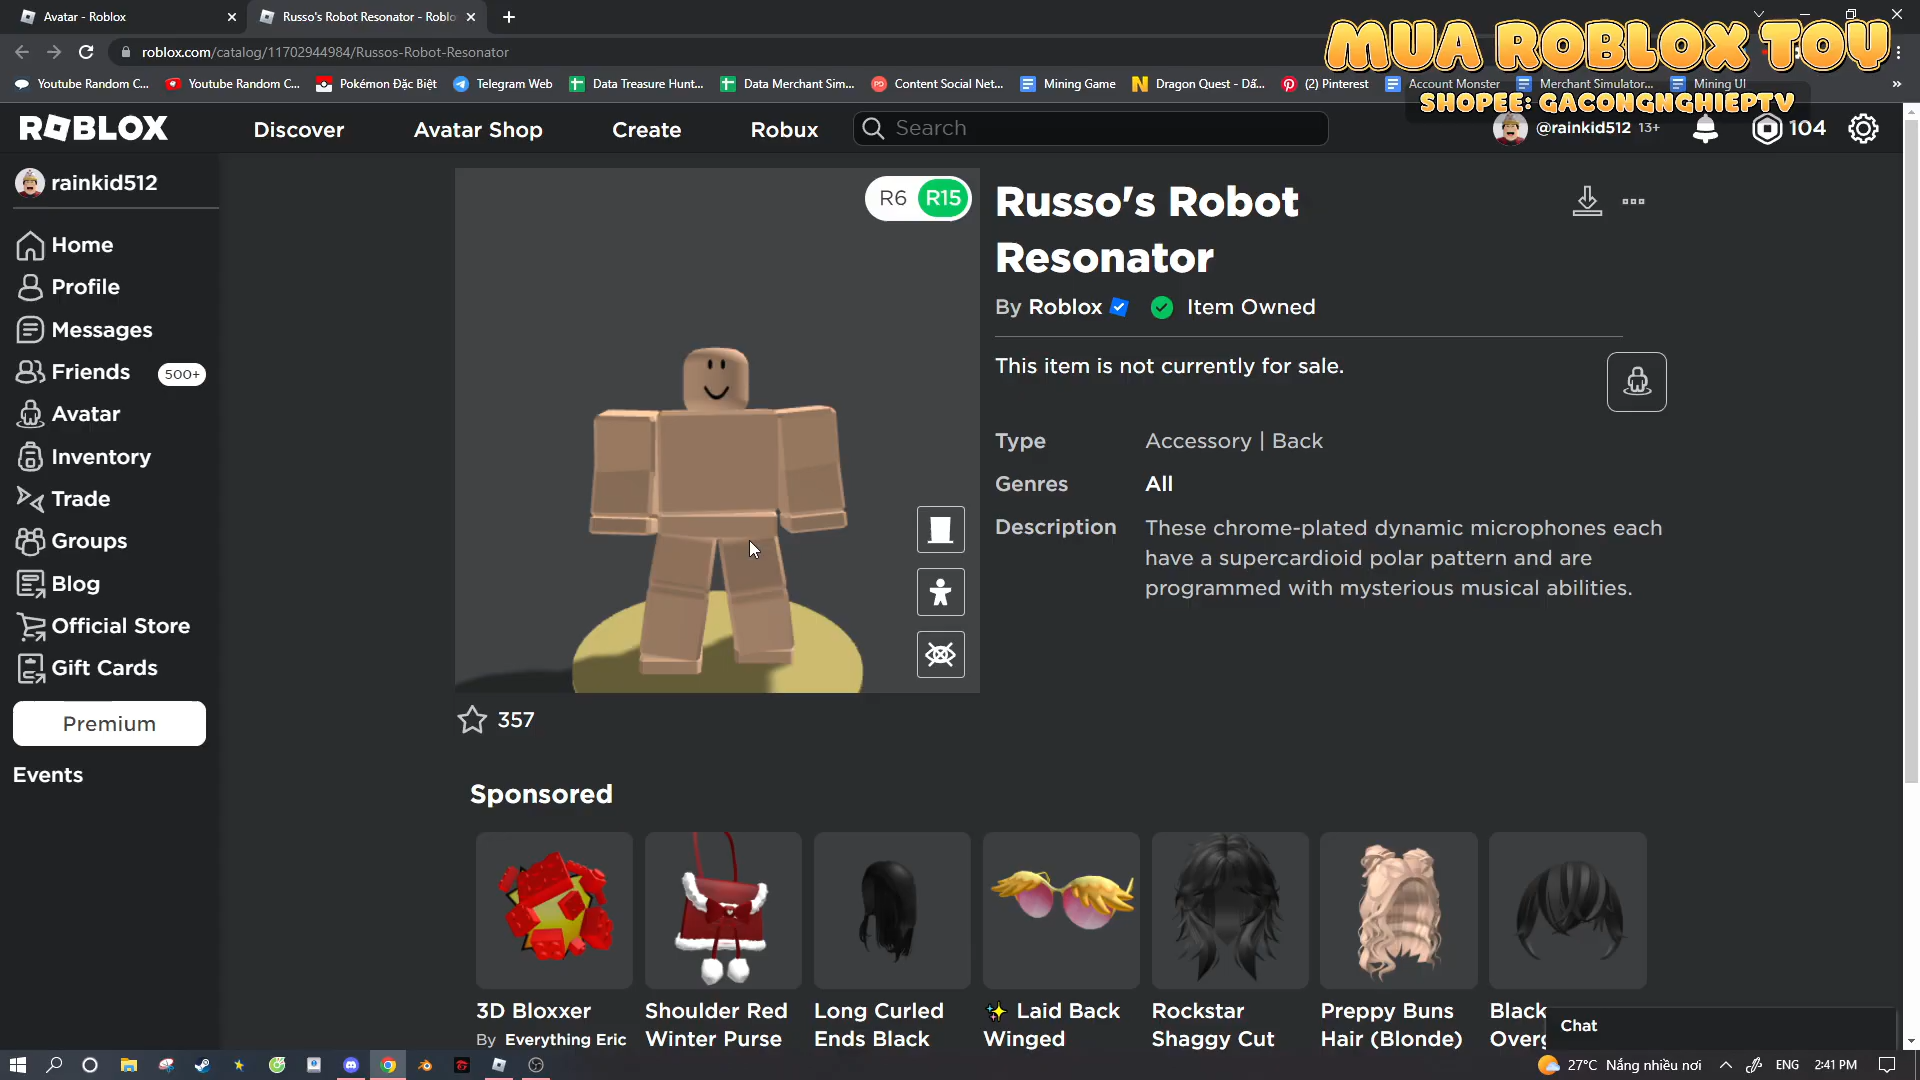 Avatar - Roblox
Russo's Robot Resonator - Roblo
MUA ROBLOX TOY
roblox.com/catalog/11702944984/Russos-Robot-Resonator
Youtube Random C...
Youtube Random C...
Pokémon Đặc Biệt
Telegram Web
Data Treasure Hunt...
Data Merchant Sim...
Content Social Net...
Mining Game
Dragon Quest - Dấ...
(2) Pinterest
Account Monster
Merchant Simulator...
Mining UI
»
SHOPEE: GACONGNGHIEPTV
ROBLOX
Discover
Avatar Shop
Create
Robux
Search
@rainkid512 13+
104
rainkid512
Home
Profile
Messages
Friends
500+
Avatar
Inventory
Trade
Groups
Blog
Official Store
Gift Cards
Premium
Events
R6 R15
Russo's Robot
Resonator
By Roblox
Item Owned
This item is not currently for sale.
Type
Accessory | Back
Genres
All
Description
These chrome-plated dynamic microphones each
have a supercardioid polar pattern and are
programmed with mysterious musical abilities.
357
Sponsored
3D Bloxxer
By Everything Eric
Shoulder Red
Winter Purse
Long Curled
Ends Black
✨ Laid Back
Winged
Rockstar
Shaggy Cut
Preppy Buns
Hair (Blonde)
Black
Overg
Chat
27°C Nắng nhiều nơi
ENG
2:41 PM